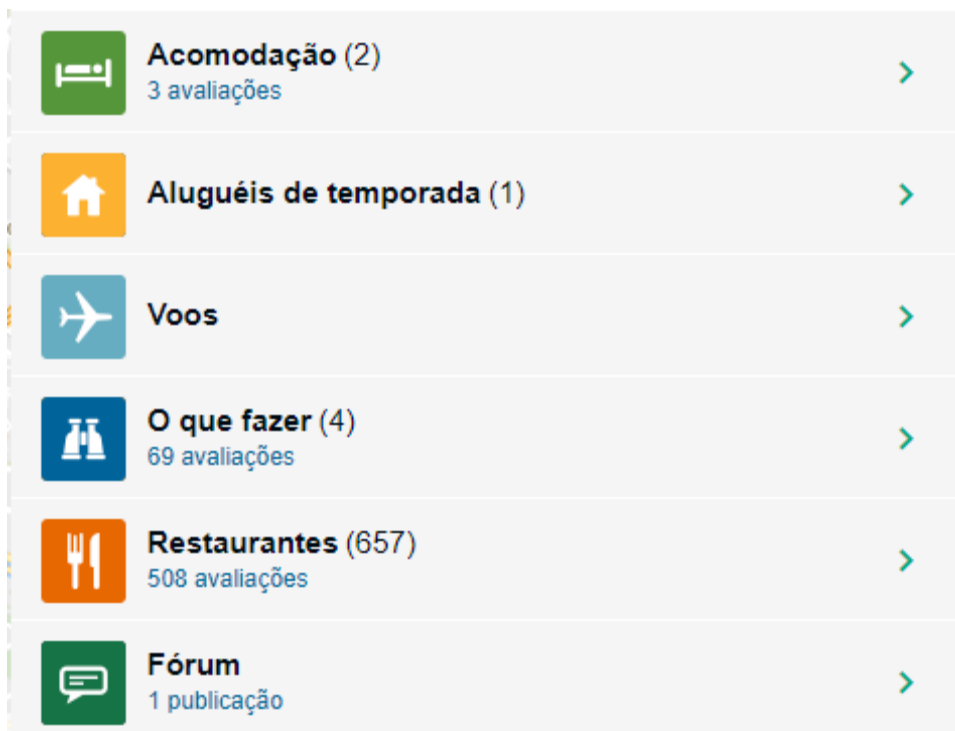 Acomodação (2)
3 avaliações
Aluguéis de temporada (1)
Voos
O que fazer (4)
69 avaliações
Restaurantes (657)
508 avaliações
Fórum
1 publicação